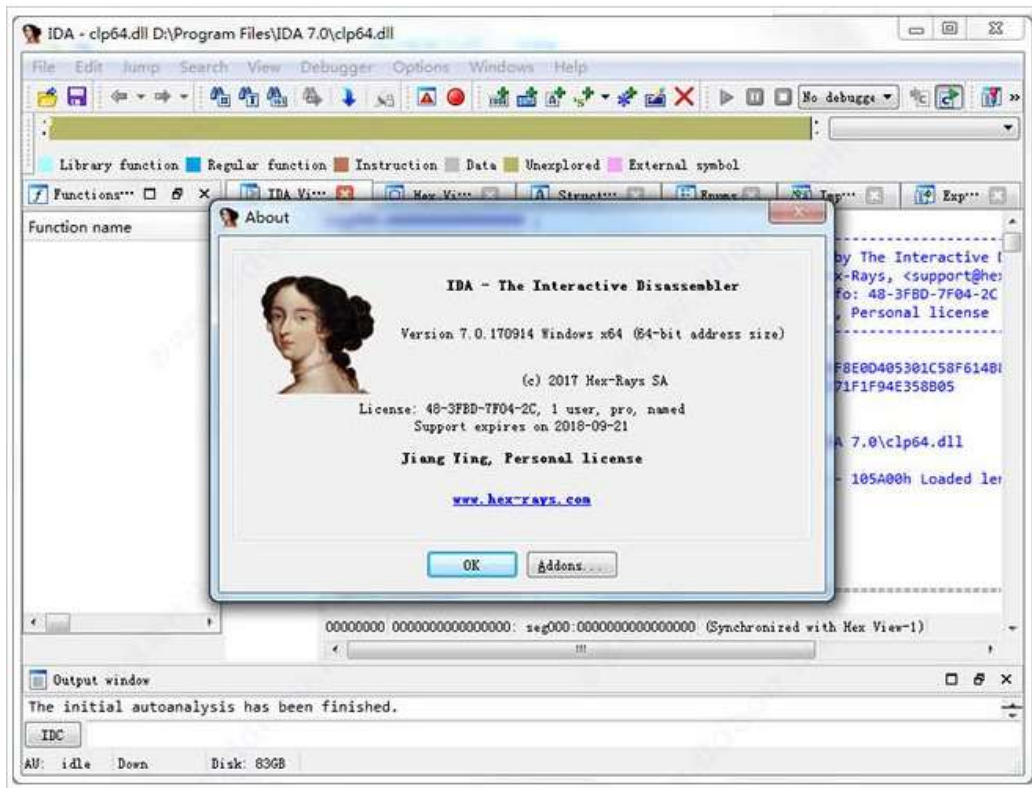 IDA - clp64.dll D:\Program Files\IDA 7.0\clp64.dll
File Edit Jump Search View Debugger Options Windows Help
No debugge
Library function Regular function Instruction Data Unexplored External symbol
Functions··· IDA Vi··· Hex Vi··· Struct··· Enums Imp··· Exp···
Function name
About
by The Interactive
x-Rays, <support@hex
fo: 48-3FBD-7F04-2C
, Personal license
F8E0D405301C58F614B
71F1F94E358B05
A 7.0\clp64.dll
- 105A00h Loaded ler
IDA - The Interactive Disassembler
Version 7.0.170914 Windows x64 (64-bit address size)
(c) 2017 Hex-Rays SA
License: 48-3FBD-7F04-2C, 1 user, pro, named
Support expires on 2018-09-21
Jiang Ying, Personal license
www.hex-rays.com
OK Addons...
00000000 0000000000000000: seg000:0000000000000000 (Synchronized with Hex View-1)
Output window
The initial autoanalysis has been finished.
IDC
AU: idle Down Disk: 83GB